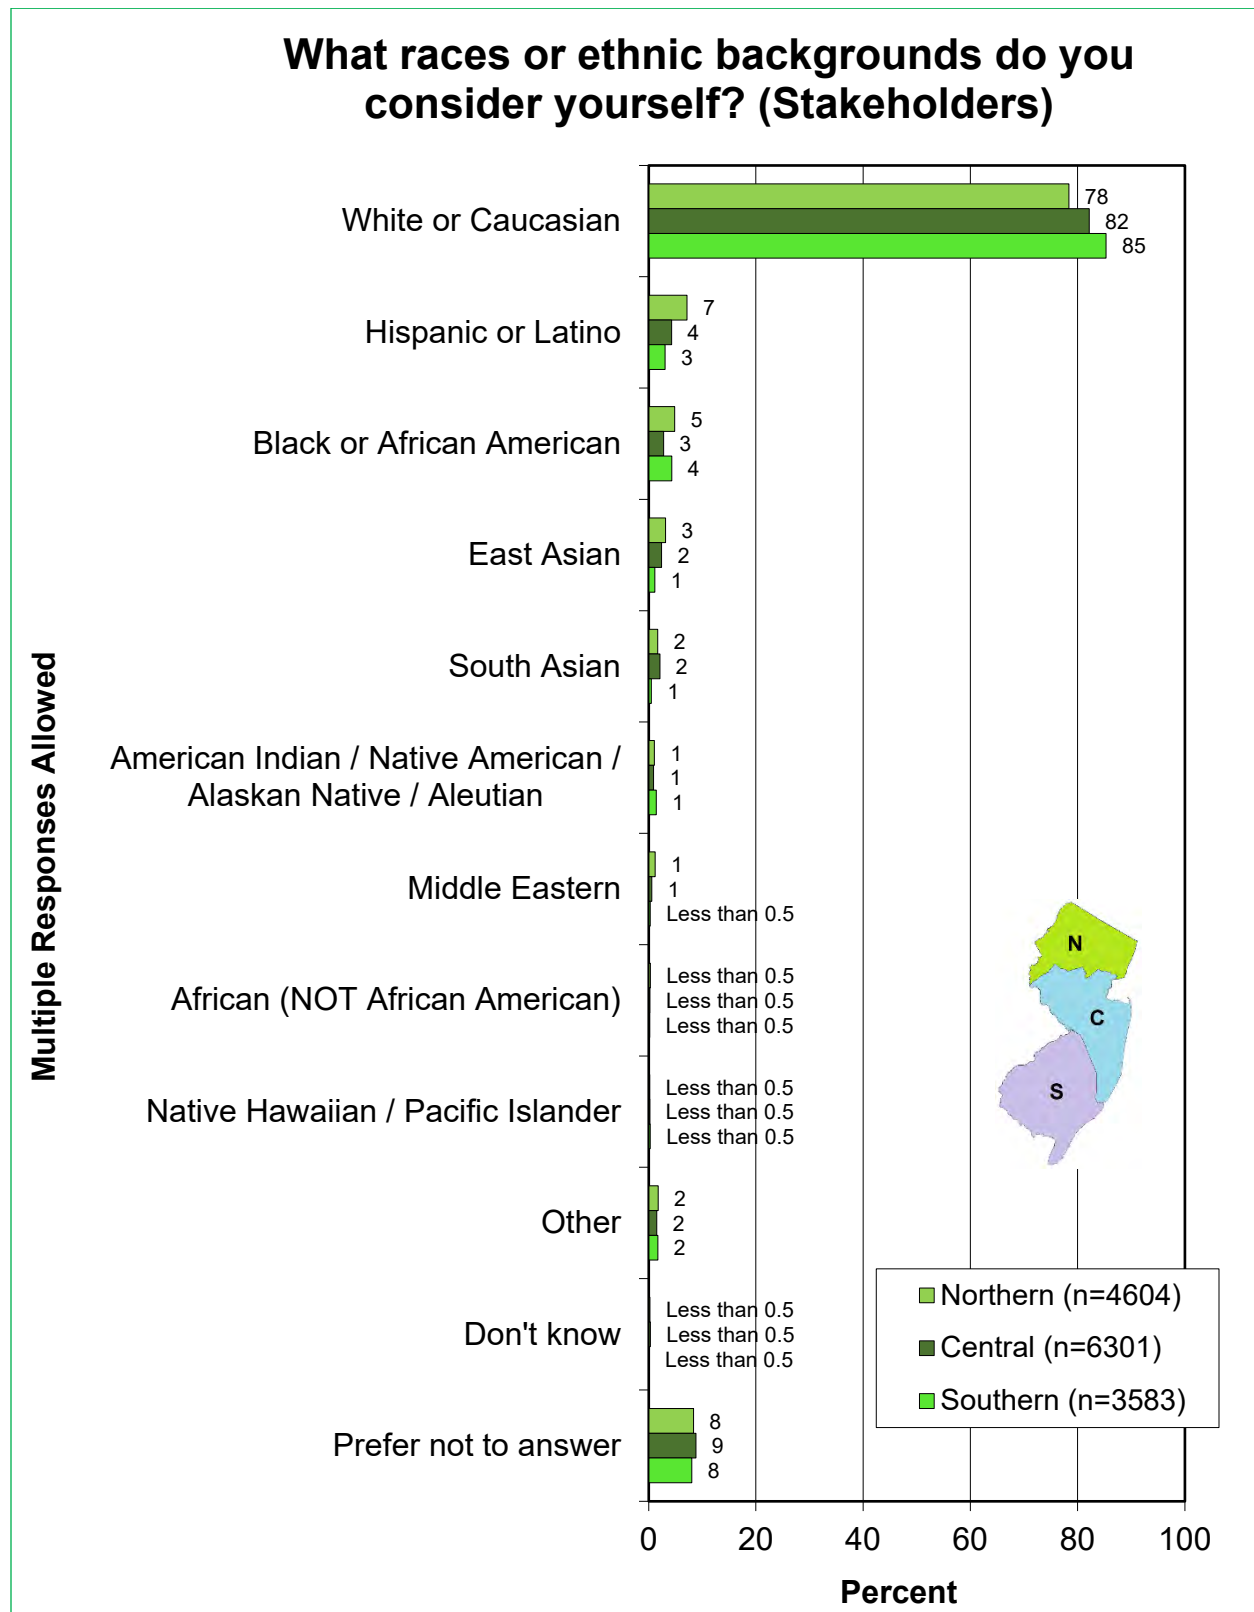 What races or ethnic backgrounds do you
consider yourself? (Stakeholders)
Multiple Responses Allowed
White or Caucasian
78
82
85
Hispanic or Latino
7
4
3
Black or African American
5
3
4
East Asian
3
2
1
South Asian
2
2
1
American Indian / Native American /
Alaskan Native / Aleutian
1
1
1
Middle Eastern
1
1
Less than 0.5
African (NOT African American)
Less than 0.5
Less than 0.5
Less than 0.5
Native Hawaiian / Pacific Islander
Less than 0.5
Less than 0.5
Less than 0.5
Other
2
2
2
Don't know
Less than 0.5
Less than 0.5
Less than 0.5
Prefer not to answer
8
9
8
N
C
S
Northern (n=4604)
Central (n=6301)
Southern (n=3583)
0 20 40 60 80 100
Percent